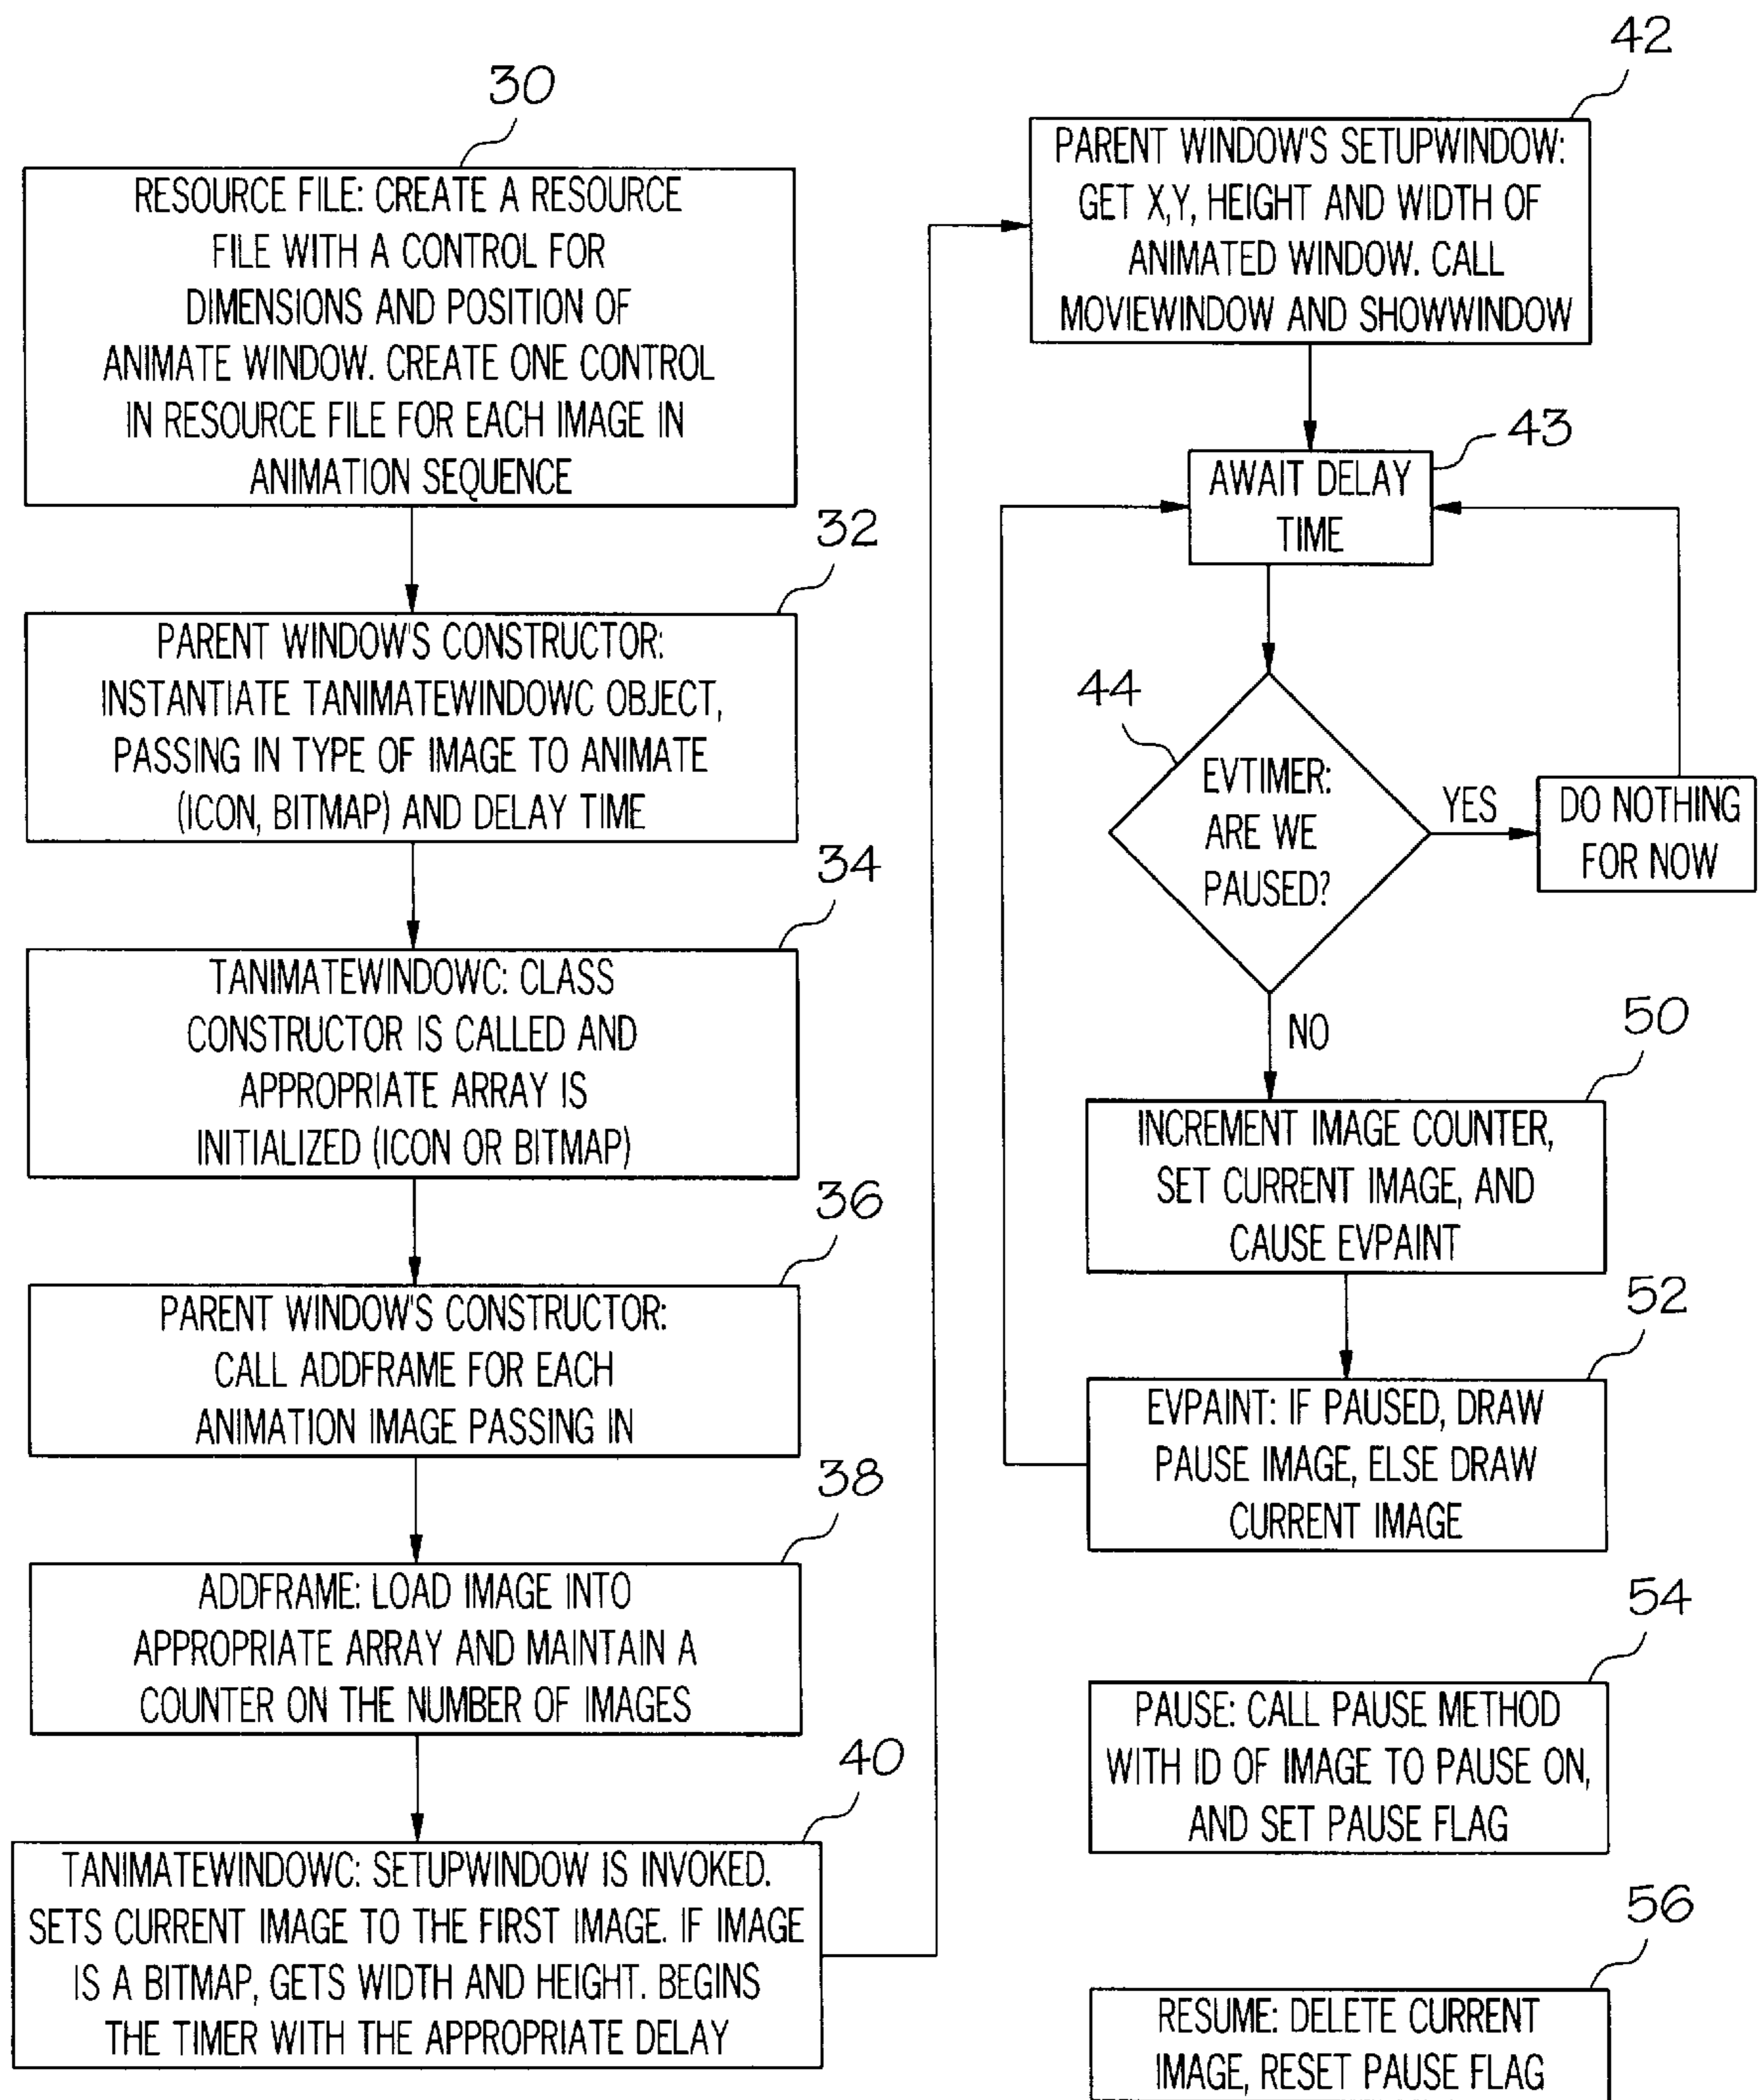 30
RESOURCE FILE: CREATE A RESOURCE
FILE WITH A CONTROL FOR
DIMENSIONS AND POSITION OF
ANIMATE WINDOW. CREATE ONE CONTROL
IN RESOURCE FILE FOR EACH IMAGE IN
ANIMATION SEQUENCE
32
PARENT WINDOW'S CONSTRUCTOR:
INSTANTIATE TANIMATEWINDOWC OBJECT,
PASSING IN TYPE OF IMAGE TO ANIMATE
(ICON, BITMAP) AND DELAY TIME
34
TANIMATEWINDOWC: CLASS
CONSTRUCTOR IS CALLED AND
APPROPRIATE ARRAY IS
INITIALIZED (ICON OR BITMAP)
36
PARENT WINDOW'S CONSTRUCTOR:
CALL ADDFRAME FOR EACH
ANIMATION IMAGE PASSING IN
38
ADDFRAME: LOAD IMAGE INTO
APPROPRIATE ARRAY AND MAINTAIN A
COUNTER ON THE NUMBER OF IMAGES
40
TANIMATEWINDOWC: SETUPWINDOW IS INVOKED.
SETS CURRENT IMAGE TO THE FIRST IMAGE. IF IMAGE
IS A BITMAP, GETS WIDTH AND HEIGHT. BEGINS
THE TIMER WITH THE APPROPRIATE DELAY
42
PARENT WINDOW'S SETUPWINDOW:
GET X,Y, HEIGHT AND WIDTH OF
ANIMATED WINDOW. CALL
MOVIEWINDOW AND SHOWWINDOW
43
AWAIT DELAY
TIME
44
EVTIMER:
ARE WE
PAUSED?
YES
DO NOTHING
FOR NOW
NO
50
INCREMENT IMAGE COUNTER,
SET CURRENT IMAGE, AND
CAUSE EVPAINT
52
EVPAINT: IF PAUSED, DRAW
PAUSE IMAGE, ELSE DRAW
CURRENT IMAGE
54
PAUSE: CALL PAUSE METHOD
WITH ID OF IMAGE TO PAUSE ON,
AND SET PAUSE FLAG
56
RESUME: DELETE CURRENT
IMAGE, RESET PAUSE FLAG